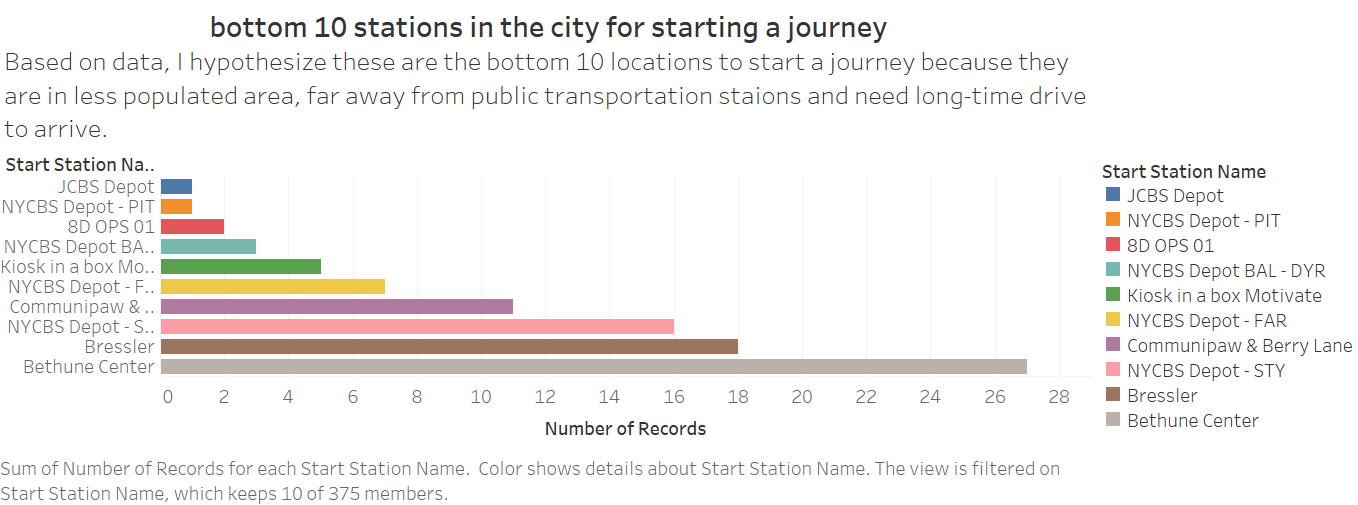 bottom 10 stations in the city for starting a journey
Based on data, I hypothesize these are the bottom 10 locations to start a journey because they
are in less populated area, far away from public transportation staions and need long-time drive
to arrive.
Start Station Na..
JCBS Depot
NYCBS Depot - PIT
8D OPS 01
NYCBS Depot BA..
Kiosk in a box Mo..
NYCBS Depot - F..
Communipaw & ..
NYCBS Depot - S..
Bressler
Bethune Center
0 2 4 6 8 10 12 14 16 18 20 22 24 26 28
Number of Records
Start Station Name
JCBS Depot
NYCBS Depot - PIT
8D OPS 01
NYCBS Depot BAL - DYR
Kiosk in a box Motivate
NYCBS Depot - FAR
Communipaw & Berry Lane
NYCBS Depot - STY
Bressler
Bethune Center
Sum of Number of Records for each Start Station Name.  Color shows details about Start Station Name. The view is filtered on
Start Station Name, which keeps 10 of 375 members.